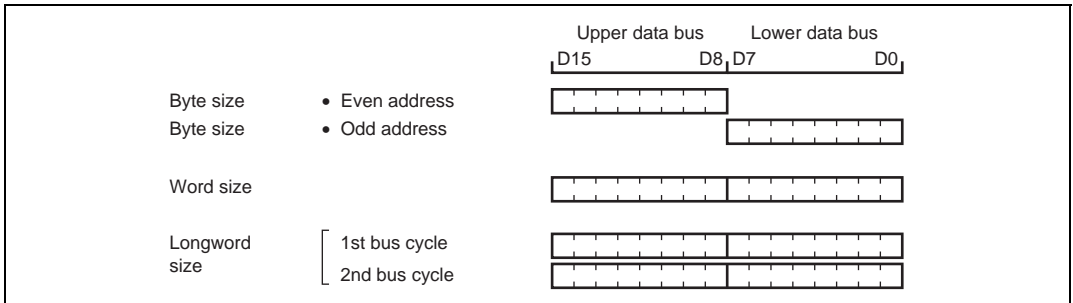 Upper data bus Lower data bus
D15 D8 D7 D0
Byte size • Even address
Byte size • Odd address
Word size
Longword size 1st bus cycle
2nd bus cycle